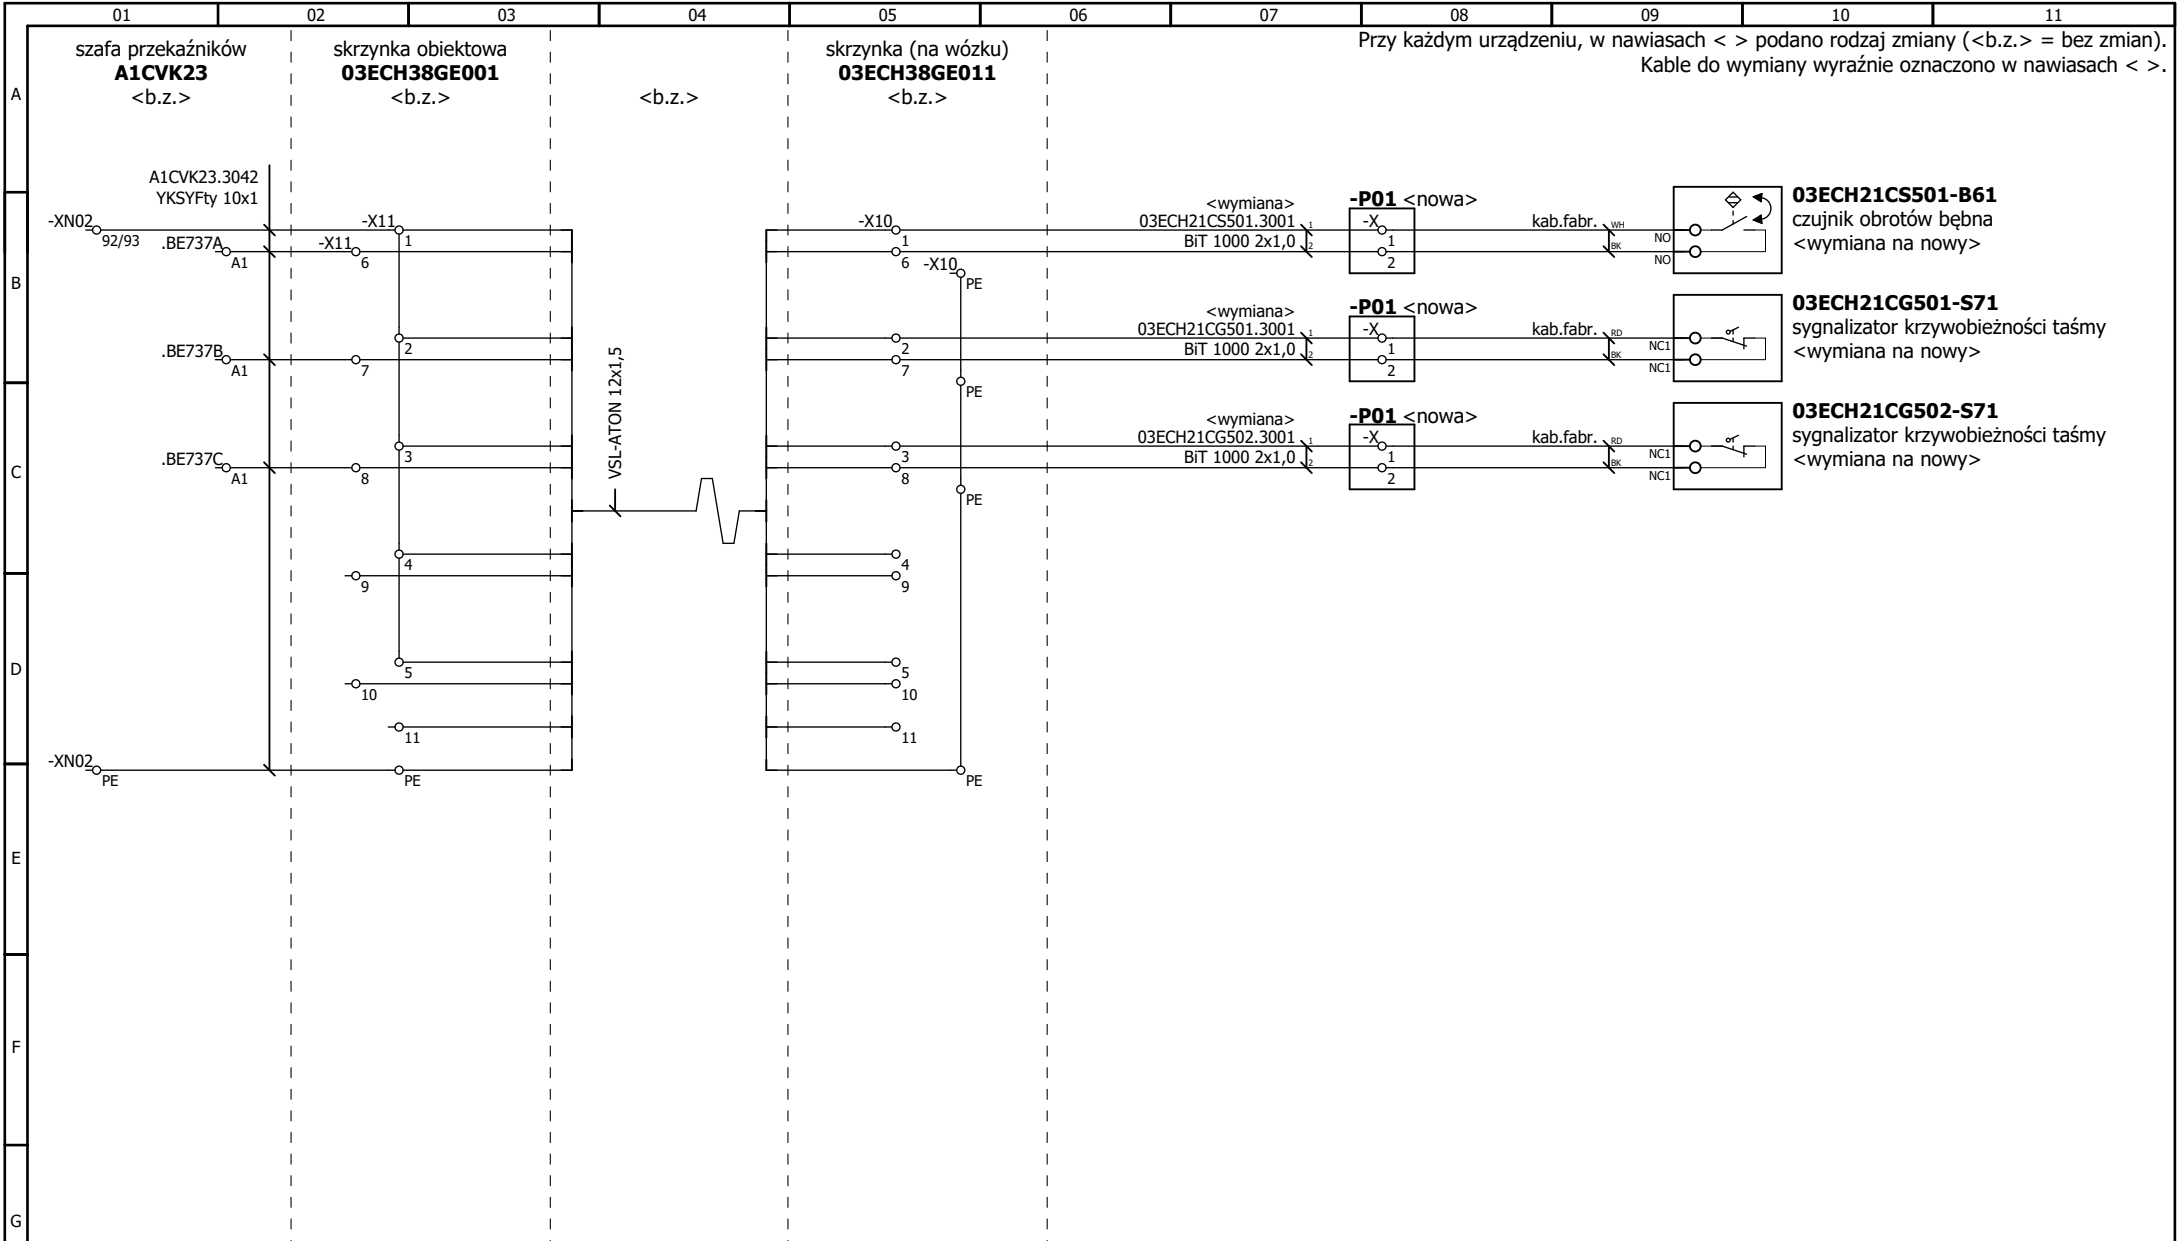 01 02 03 04 05 06 07 08 09 10 11
A
B
C
D
E
F
G
szafa przekaźników
A1CVK23
<b.z.>
skrzynka obiektowa
03ECH38GE001
<b.z.>
<b.z.>
skrzynka (na wózku)
03ECH38GE011
<b.z.>
Przy każdym urządzeniu, w nawiasach < > podano rodzaj zmiany (<b.z.> = bez zmian).
Kable do wymiany wyraźnie oznaczono w nawiasach < >.
A1CVK23.3042
YKSYFty 10x1
-XN02
92/93
.BE737A
A1
.BE737B
A1
.BE737C
A1
-XN02
PE
-X11
1
-X11
6
2
7
3
8
4
9
5
10
11
PE
VSL-ATON 12x1,5
-X10
1
6
-X10
PE
2
7
PE
3
8
PE
4
9
5
10
11
PE
<wymiana>
03ECH21CS501.3001
BiT 1000 2x1,0
1
2
-P01 <nowa>
-X
1
2
kab.fabr.
WH
BK
NO
NO
03ECH21CS501-B61
czujnik obrotów bębna
<wymiana na nowy>
<wymiana>
03ECH21CG501.3001
BiT 1000 2x1,0
1
2
-P01 <nowa>
-X
1
2
kab.fabr.
RD
BK
NC1
NC1
03ECH21CG501-S71
sygnalizator krzywobieżności taśmy
<wymiana na nowy>
<wymiana>
03ECH21CG502.3001
BiT 1000 2x1,0
1
2
-P01 <nowa>
-X
1
2
kab.fabr.
RD
BK
NC1
NC1
03ECH21CG502-S71
sygnalizator krzywobieżności taśmy
<wymiana na nowy>